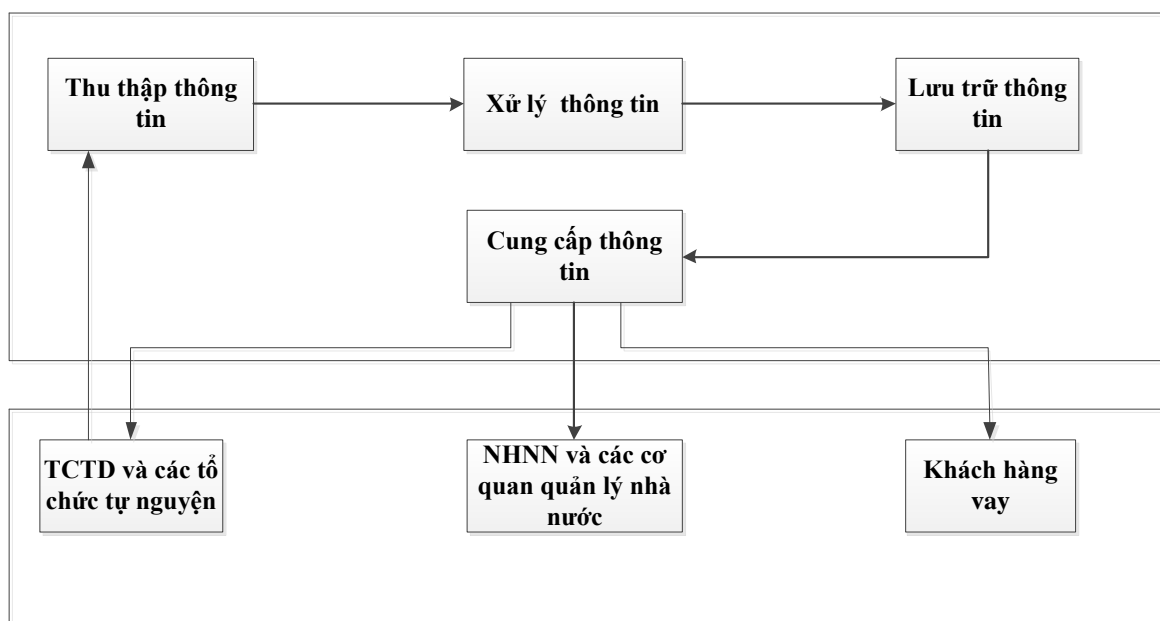 Thu thập thông
tin
Xử lý thông tin
Lưu trữ thông
tin
Cung cấp thông
tin
TCTD và các tổ
chức tự nguyện
NHNN và các cơ
quan quản lý nhà
nước
Khách hàng
vay